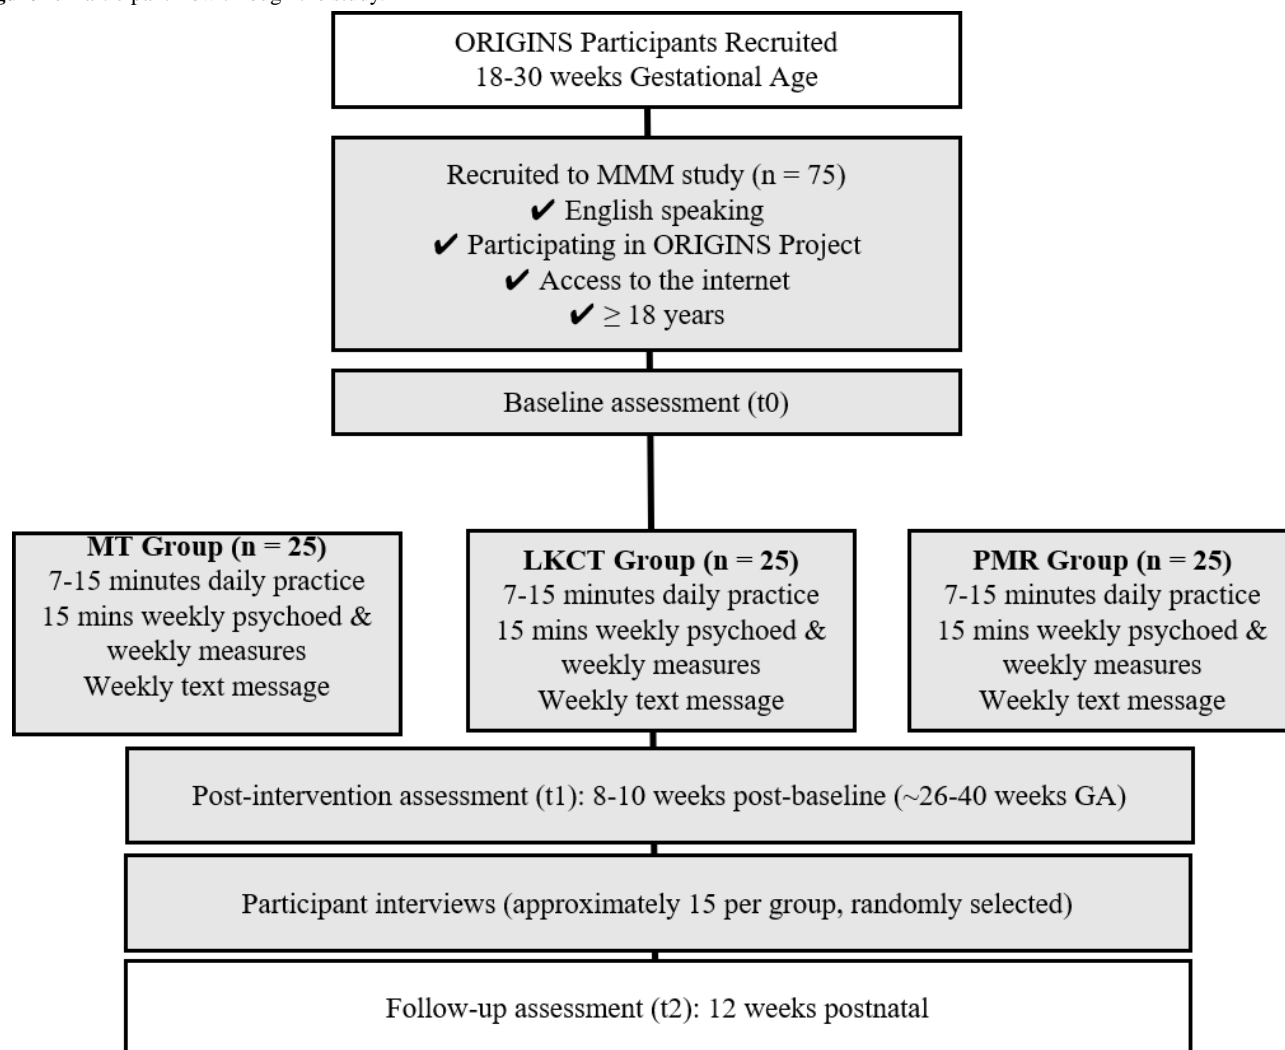 ORIGINS Participants Recruited
18-30 weeks Gestational Age
Recruited to MMM study (n = 75)
✔ English speaking
✔ Participating in ORIGINS Project
✔ Access to the internet
✔ ≥ 18 years
Baseline assessment (t0)
MT Group (n = 25)
7-15 minutes daily practice
15 mins weekly psychoed &
weekly measures
Weekly text message
LKCT Group (n = 25)
7-15 minutes daily practice
15 mins weekly psychoed &
weekly measures
Weekly text message
PMR Group (n = 25)
7-15 minutes daily practice
15 mins weekly psychoed &
weekly measures
Weekly text message
Post-intervention assessment (t1): 8-10 weeks post-baseline (~26-40 weeks GA)
Participant interviews (approximately 15 per group, randomly selected)
Follow-up assessment (t2): 12 weeks postnatal